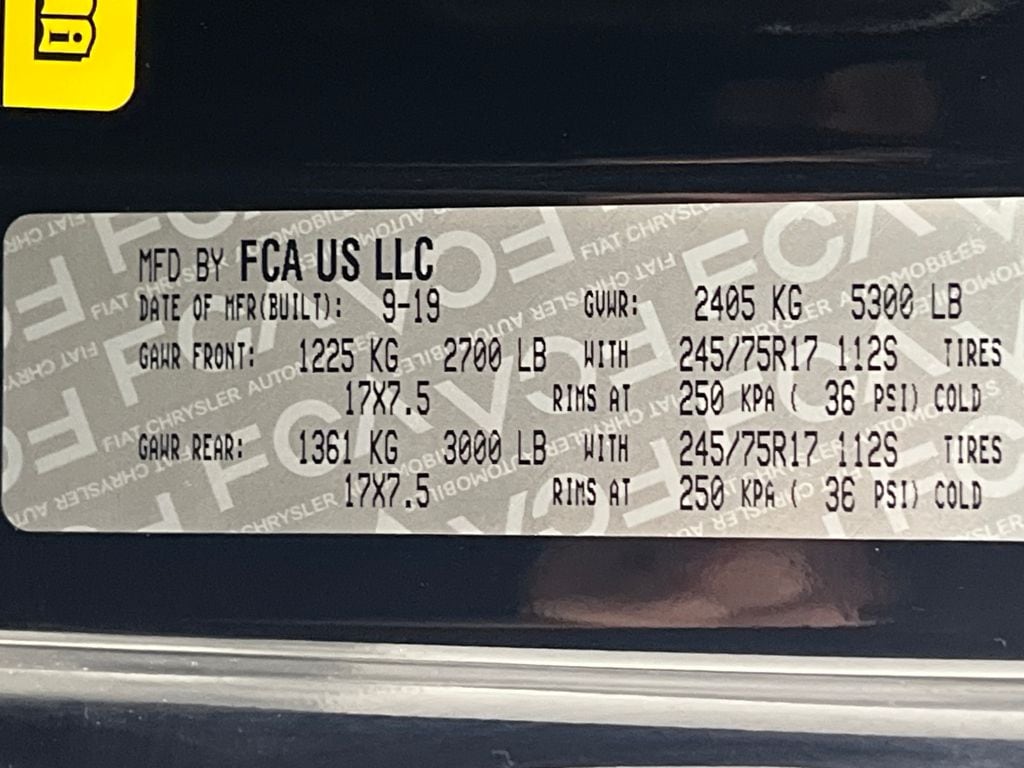 MFD BY FCA US LLC
DATE OF MFR(BUILT): 9-19 GVWR: 2405 KG 5300 LB
GAWR FRONT: 1225 KG 2700 LB WITH 245/75R17 112S TIRES
17X7.5 RIMS AT 250 KPA ( 36 PSI) COLD
GAWR REAR: 1361 KG 3000 LB WITH 245/75R17 112S TIRES
17X7.5 RIMS AT 250 KPA ( 36 PSI) COLD